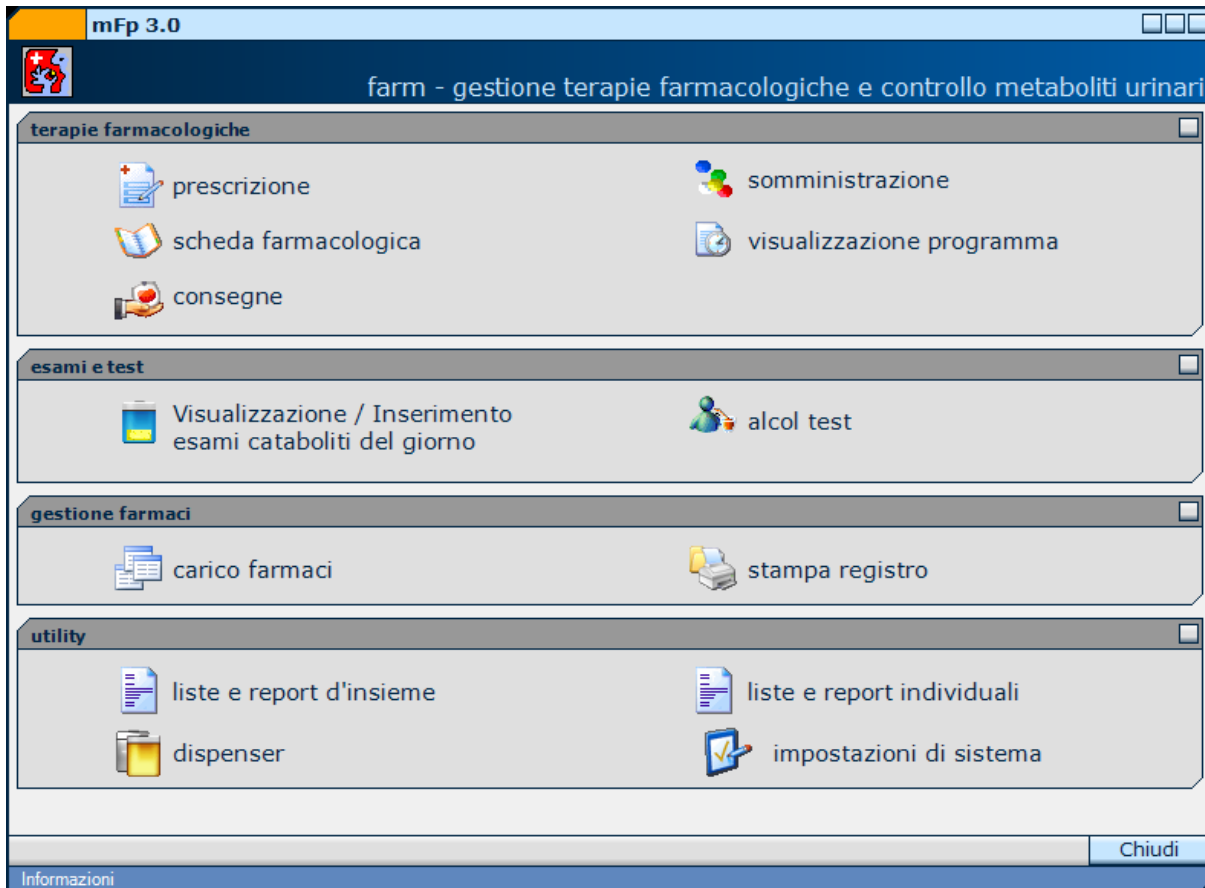 mFp 3.0
farm - gestione terapie farmacologiche e controllo metaboliti urinari
terapie farmacologiche
prescrizione
somministrazione
scheda farmacologica
visualizzazione programma
consegne
esami e test
Visualizzazione / Inserimento
esami cataboliti del giorno
alcol test
gestione farmaci
carico farmaci
stampa registro
utility
liste e report d'insieme
liste e report individuali
dispenser
impostazioni di sistema
Chiudi
Informazioni